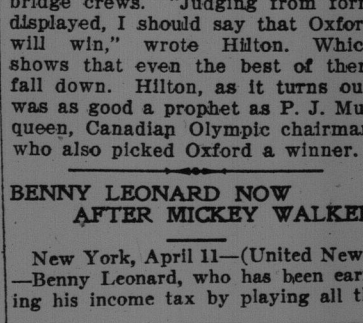 bridge crews. "Judging from for
displayed, I should say that Oxfor
will win," wrote Hilton. Whic
shows that even the best of the
fall down. Hilton, as it turns ou
was as good a prophet as P. J. Mu
queen, Canadian Olympic chairma
who also picked Oxford a winner.
BENNY LEONARD NOW
AFTER MICKEY WALKE
New York, April 11—(United New
—Benny Leonard, who has been ear
ing his income tax by playing all t